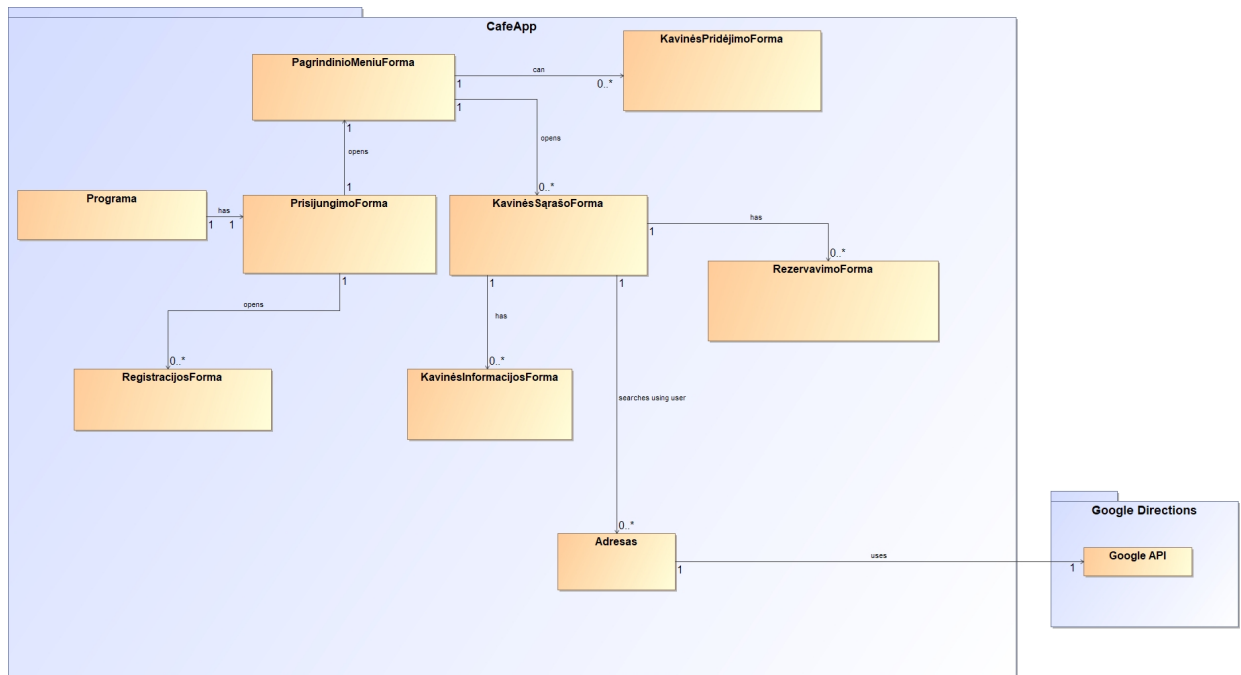 CafeApp
KavinėsPridėjimoForma
PagrindinioMeniuForma
can
1
0..*
1
1
opens
opens
1
0..*
Programa
PrisijungimoForma
KavinėsSąrašoForma
has
1
1
has
1
0..*
1
1
1
RezervavimoForma
opens
has
0..*
0..*
RegistracijosForma
KavinėsInformacijosForma
searches using user
0..*
Adresas
Google Directions
Google API
uses
1
1